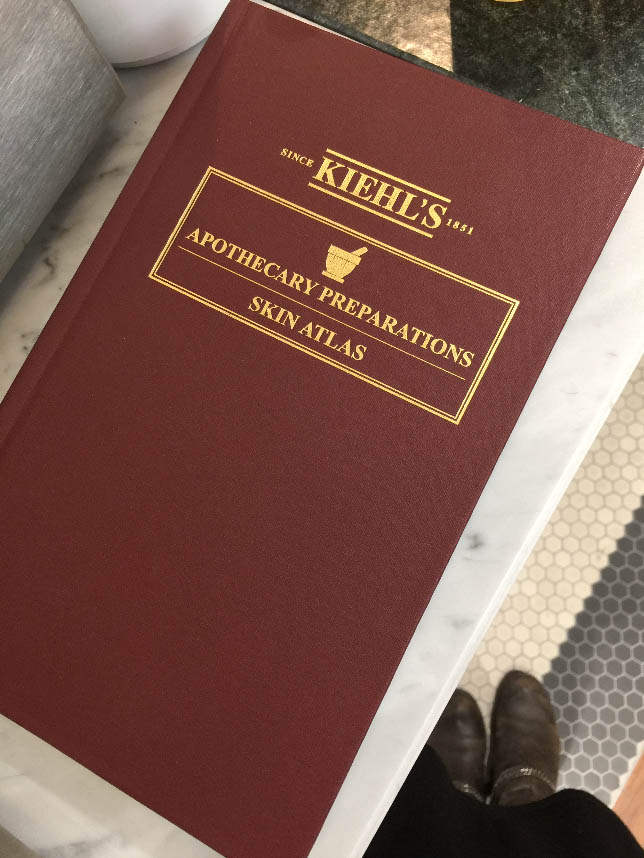 SINCE KIEHL'S 1851
APOTHECARY PREPARATIONS
SKIN ATLAS